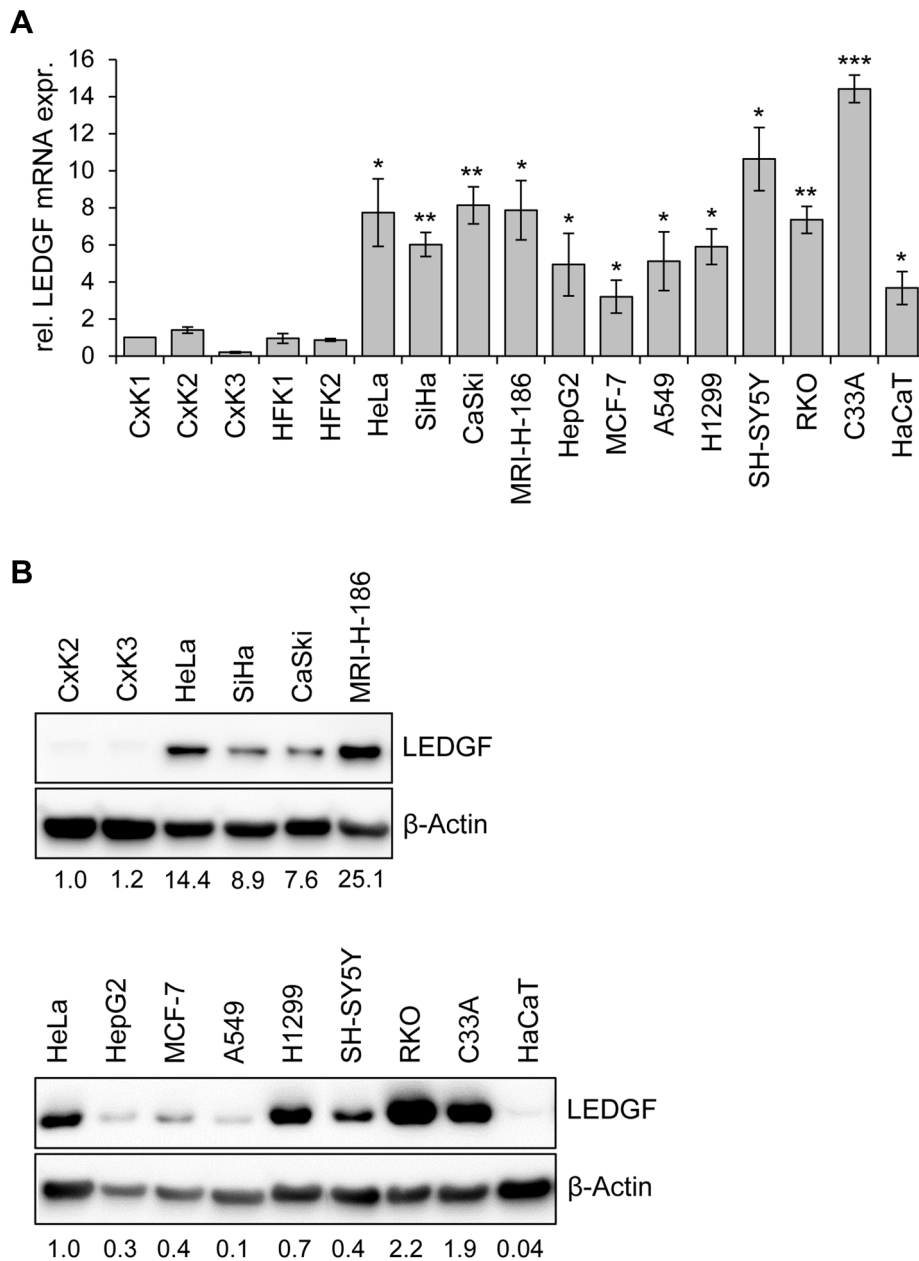 A
rel. LEDGF mRNA expr.
16
14
12
10
8
6
4
2
0
* ** ** * * * * * * ** *** *
CxK1 CxK2 CxK3 HFK1 HFK2 HeLa SiHa CaSki MRI-H-186 HepG2 MCF-7 A549 H1299 SH-SY5Y RKO C33A HaCaT
B
CxK2 CxK3 HeLa SiHa CaSki MRI-H-186
LEDGF
β-Actin
1.0 1.2 14.4 8.9 7.6 25.1
HeLa HepG2 MCF-7 A549 H1299 SH-SY5Y RKO C33A HaCaT
LEDGF
β-Actin
1.0 0.3 0.4 0.1 0.7 0.4 2.2 1.9 0.04